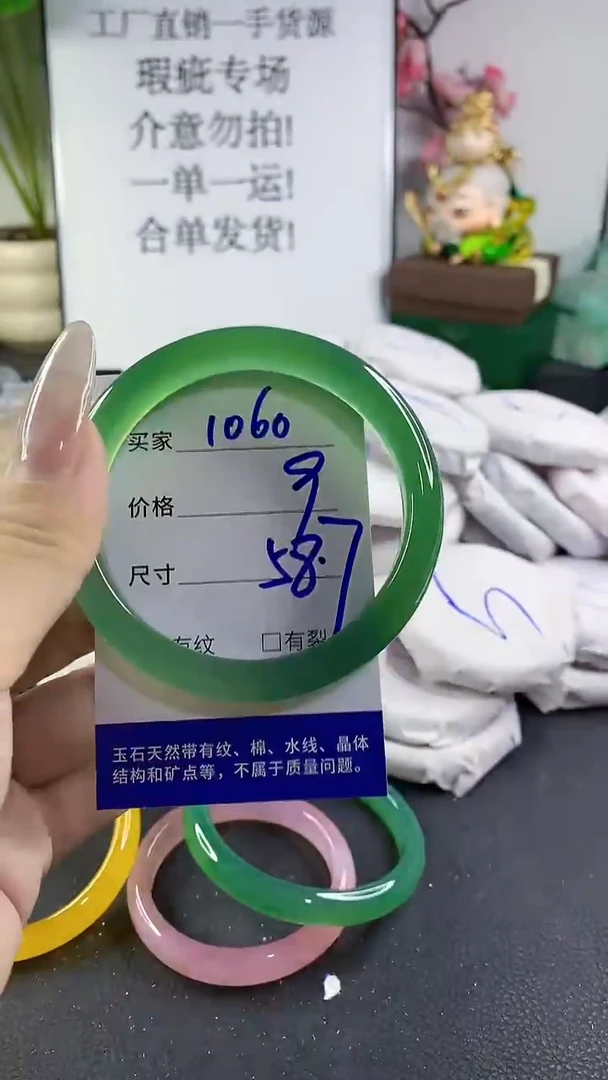 工厂直销一手货源
瑕疵专场
介意勿拍!
一单一运!
合单发货!
买家 1060
价格 9
尺寸 58.7
有纹 □有裂
玉石天然带有纹、棉、水线、晶体
结构和矿点等，不属于质量问题。